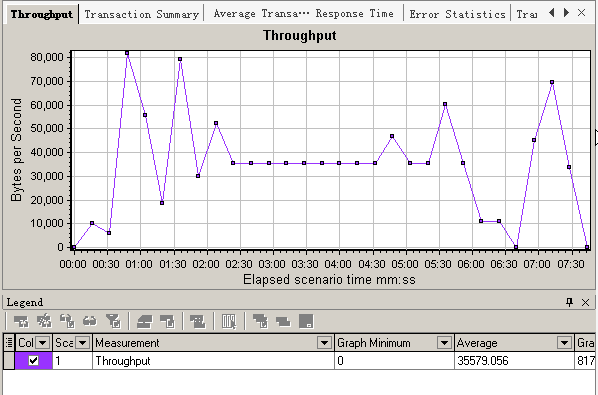 Throughput Transaction Summary Average Transa… Response Time Error Statistics
Throughput
Bytes per Second
80,000
70,000
60,000
50,000
40,000
30,000
20,000
10,000
0
00:00 00:30 01:00 01:30 02:00 02:30 03:00 03:30 04:00 04:30 05:00 05:30 06:00 06:30 07:00 07:30
Elapsed scenario time mm:ss
Legend
Col Sca Measurement Graph Minimum Average Gra
1 Throughput 0 35579.056 817